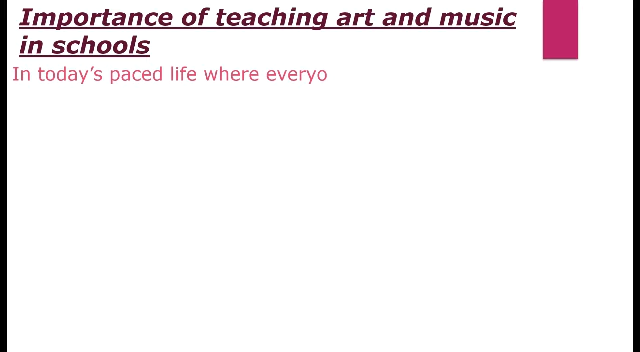 Importance of teaching art and music
in schools
In today’s paced life where everyo